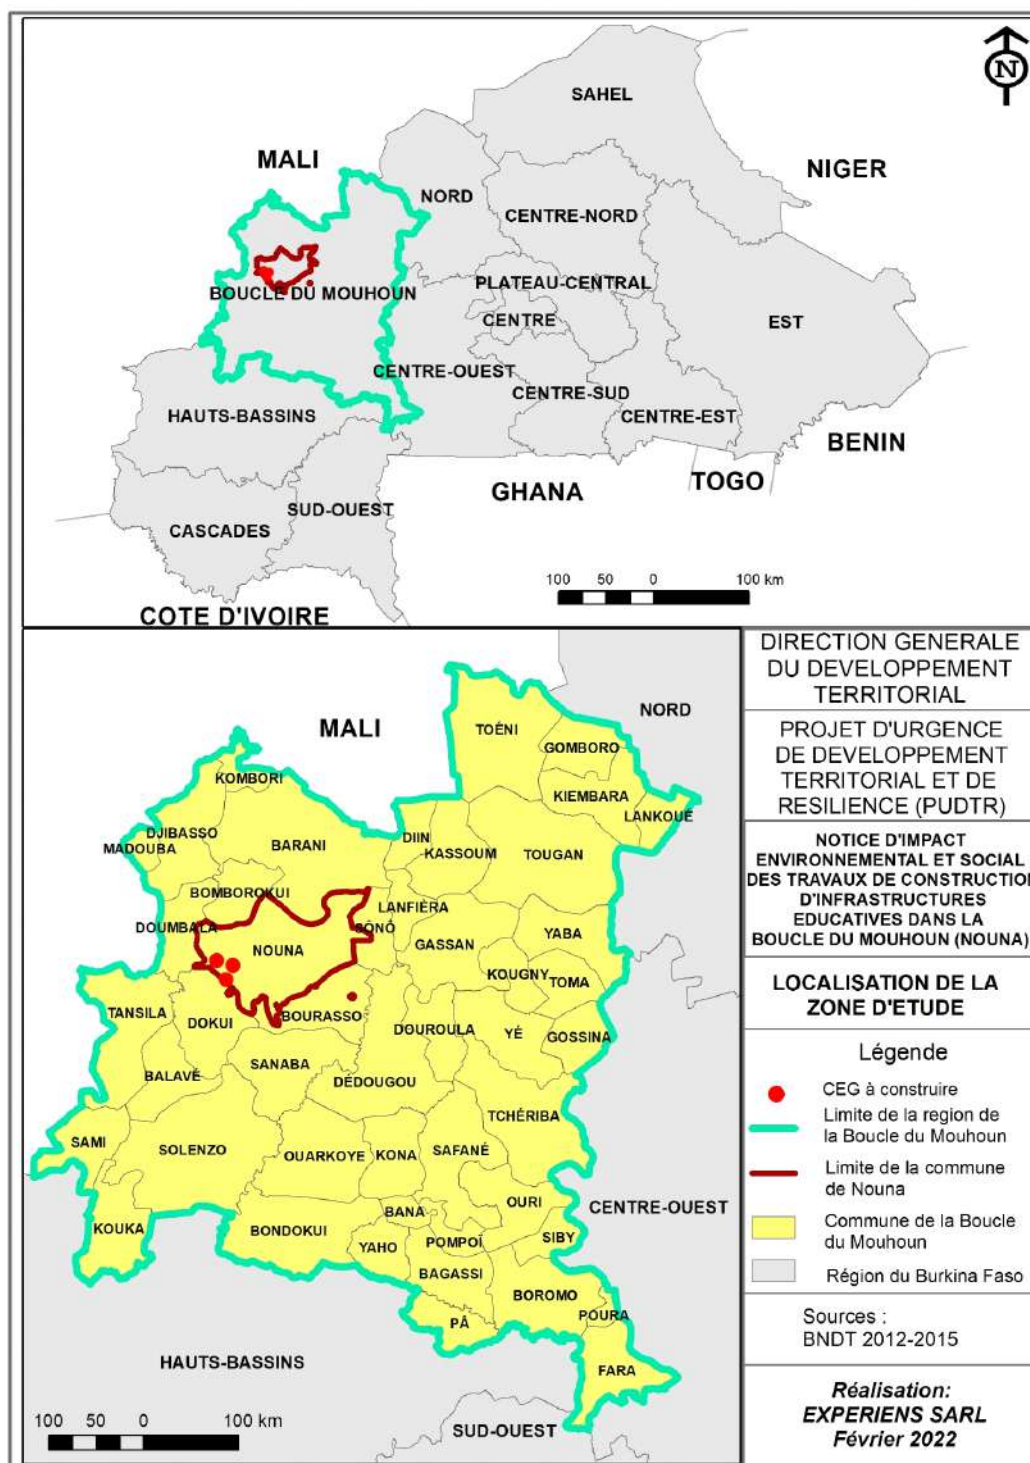 N
SAHEL
MALI
NIGER
NORD
CENTRE-NORD
PLATEAU-CENTRAL
BOUCLE DU MOUHOUN
CENTRE
EST
CENTRE-OUEST
CENTRE-SUD
HAUTS-BASSINS
CENTRE-EST
BENIN
TOGO
GHANA
SUD-OUEST
CASCADES
100 50 0 100 km
COTE D'IVOIRE
MALI
NORD
TOÉNI
GOMBORO
KOMBORI
KIEMBARA
LANKOUÉ
DJIBASSO
MADOUBA
DIIN
BARANI
KASSOUM
TOUGAN
BOMBOROKUI
LANFIÈRA
DOUMBALA
SÔNÔ
YABA
NOUNA
GASSAN
KOUGNY
TOMA
TANSILA
DOKUI
BOURASSO
DOUROULA
YÉ
GOSSINA
BALAVÉ
SANABA
DÉDOUGOU
TCHÉRIBA
SAMI
SOLENZO
OUARKOYE
KONA
SAFANÉ
OURI
CENTRE-OUEST
BANA
KOUKA
BONDOKUI
YAHO
POMPOÏ
SIBY
BAGASSI
BOROMO
POURA
PÂ
HAUTS-BASSINS
FARA
100 50 0 100 km
SUD-OUEST
DIRECTION GENERALE
DU DEVELOPPEMENT
TERRITORIAL
PROJET D'URGENCE
DE DEVELOPPEMENT
TERRITORIAL ET DE
RESILIENCE (PUDTR)
NOTICE D'IMPACT
ENVIRONNEMENTAL ET SOCIAL
DES TRAVAUX DE CONSTRUCTION
D'INFRASTRUCTURES
EDUCATIVES DANS LA
BOUCLE DU MOUHOUN (NOUNA)
LOCALISATION DE LA
ZONE D'ETUDE
Légende
CEG à construire
Limite de la region de
la Boucle du Mouhoun
Limite de la commune
de Nouna
Commune de la Boucle
du Mouhoun
Région du Burkina Faso
Sources :
BNDT 2012-2015
Réalisation:
EXPERIENS SARL
Février 2022